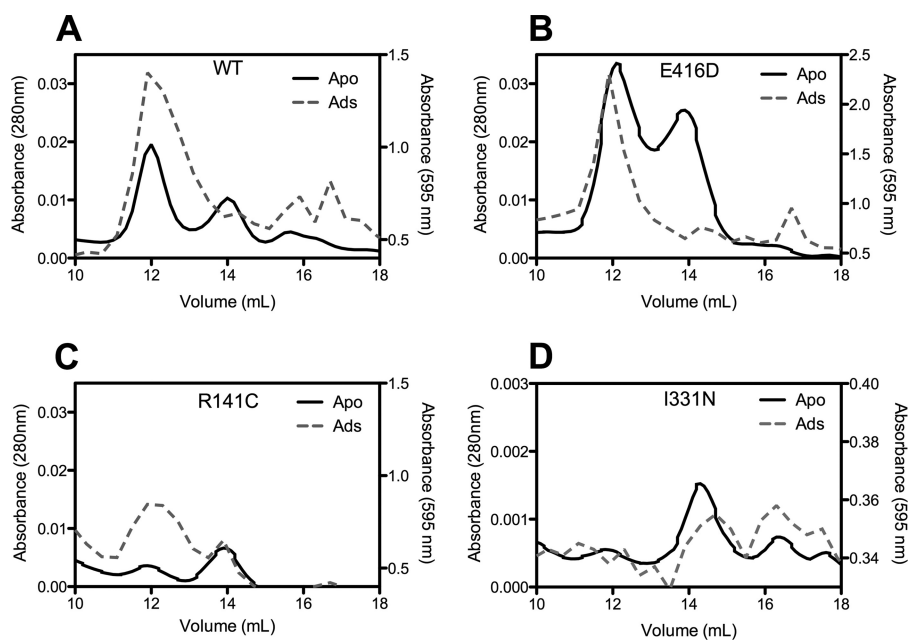 A
WT
Apo
Ads
Absorbance (280nm)
0.03
0.02
0.01
0.00
1.5
1.0
0.5
Absorbance (595 nm)
10 12 14 16 18
Volume (mL)
B
E416D
Apo
Ads
Absorbance (280nm)
0.03
0.02
0.01
0.00
2.5
2.0
1.5
1.0
0.5
Absorbance (595 nm)
10 12 14 16 18
Volume (mL)
C
R141C
Apo
Ads
Absorbance (280nm)
0.03
0.02
0.01
0.00
1.5
1.0
0.5
Absorbance (595 nm)
10 12 14 16 18
Volume (mL)
D
I331N
Apo
Ads
Absorbance (280nm)
0.003
0.002
0.001
0.000
0.40
0.38
0.36
0.34
Absorbance (595 nm)
10 12 14 16 18
Volume (mL)